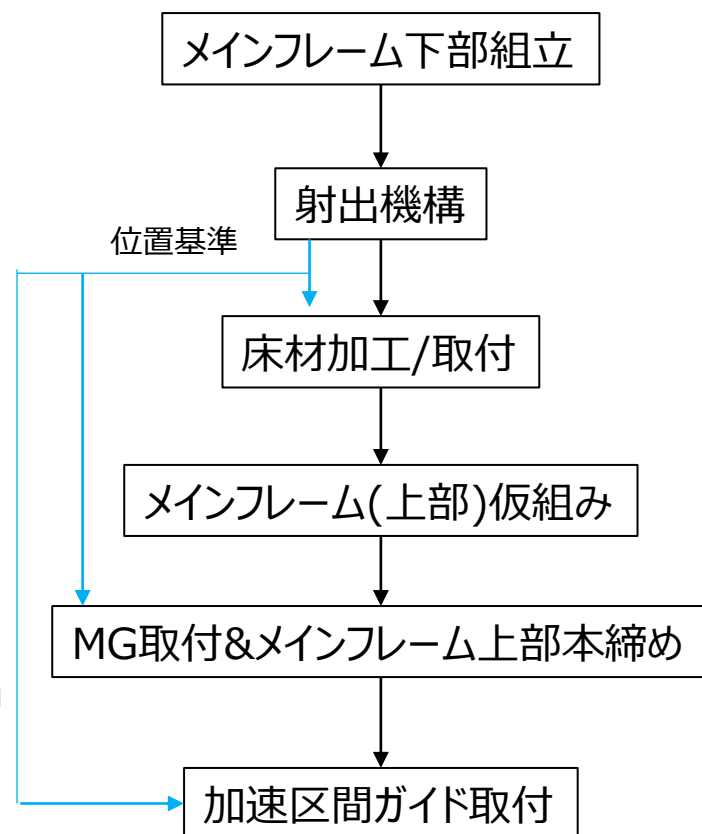 メインフレーム下部組立
射出機構
位置基準
床材加工/取付
メインフレーム(上部)仮組み
MG取付&メインフレーム上部本締め
加速区間ガイド取付